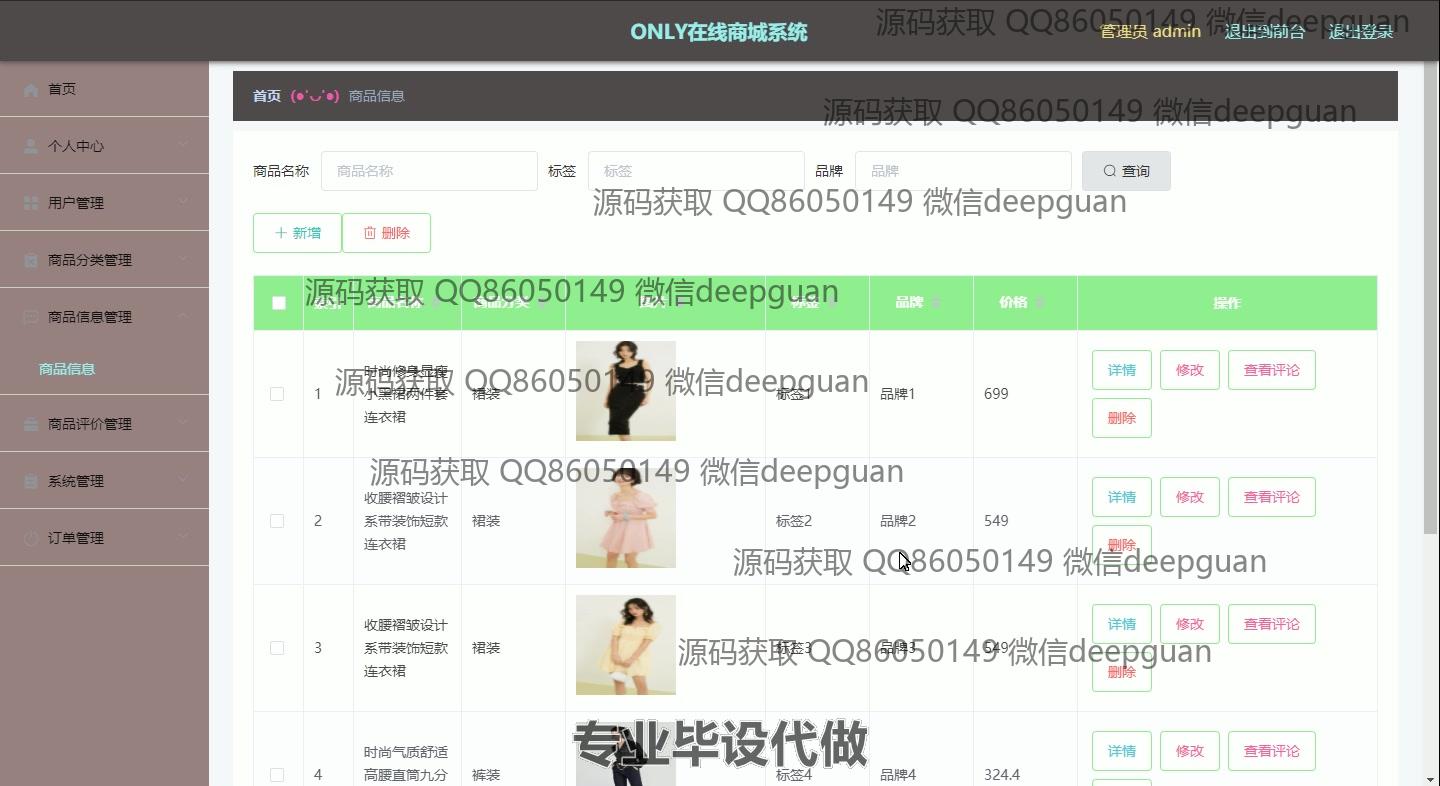 ONLY在线商城系统
管理员 admin
退出到前台
退出登录
源码获取 QQ86050149 微信deepguan
首页
个人中心
用户管理
商品分类管理
商品信息管理
商品信息
商品评价管理
系统管理
订单管理
首页 (●'◡'●) 商品信息
源码获取 QQ86050149 微信deepguan
商品名称 商品名称 标签 标签 品牌 品牌 查询
源码获取 QQ86050149 微信deepguan
新增 删除
源码获取 QQ86050149 微信deepguan
索引 商品名称 商品分类 图片 标签 品牌 价格 操作
1
时尚修身显瘦
小黑裙两件套
连衣裙
裙装 标签1 品牌1 699
详情 修改 查看评论
删除
源码获取 QQ86050149 微信deepguan
源码获取 QQ86050149 微信deepguan
2
收腰褶皱设计
系带装饰短款
连衣裙
裙装 标签2 品牌2 549
详情 修改 查看评论
删除
源码获取 QQ86050149 微信deepguan
3
收腰褶皱设计
系带装饰短款
连衣裙
裙装 标签3 品牌3 549
详情 修改 查看评论
删除
源码获取 QQ86050149 微信deepguan
4
时尚气质舒适
高腰直筒九分
裤装 标签4 品牌4 324.4
详情 修改 查看评论
专业毕设代做